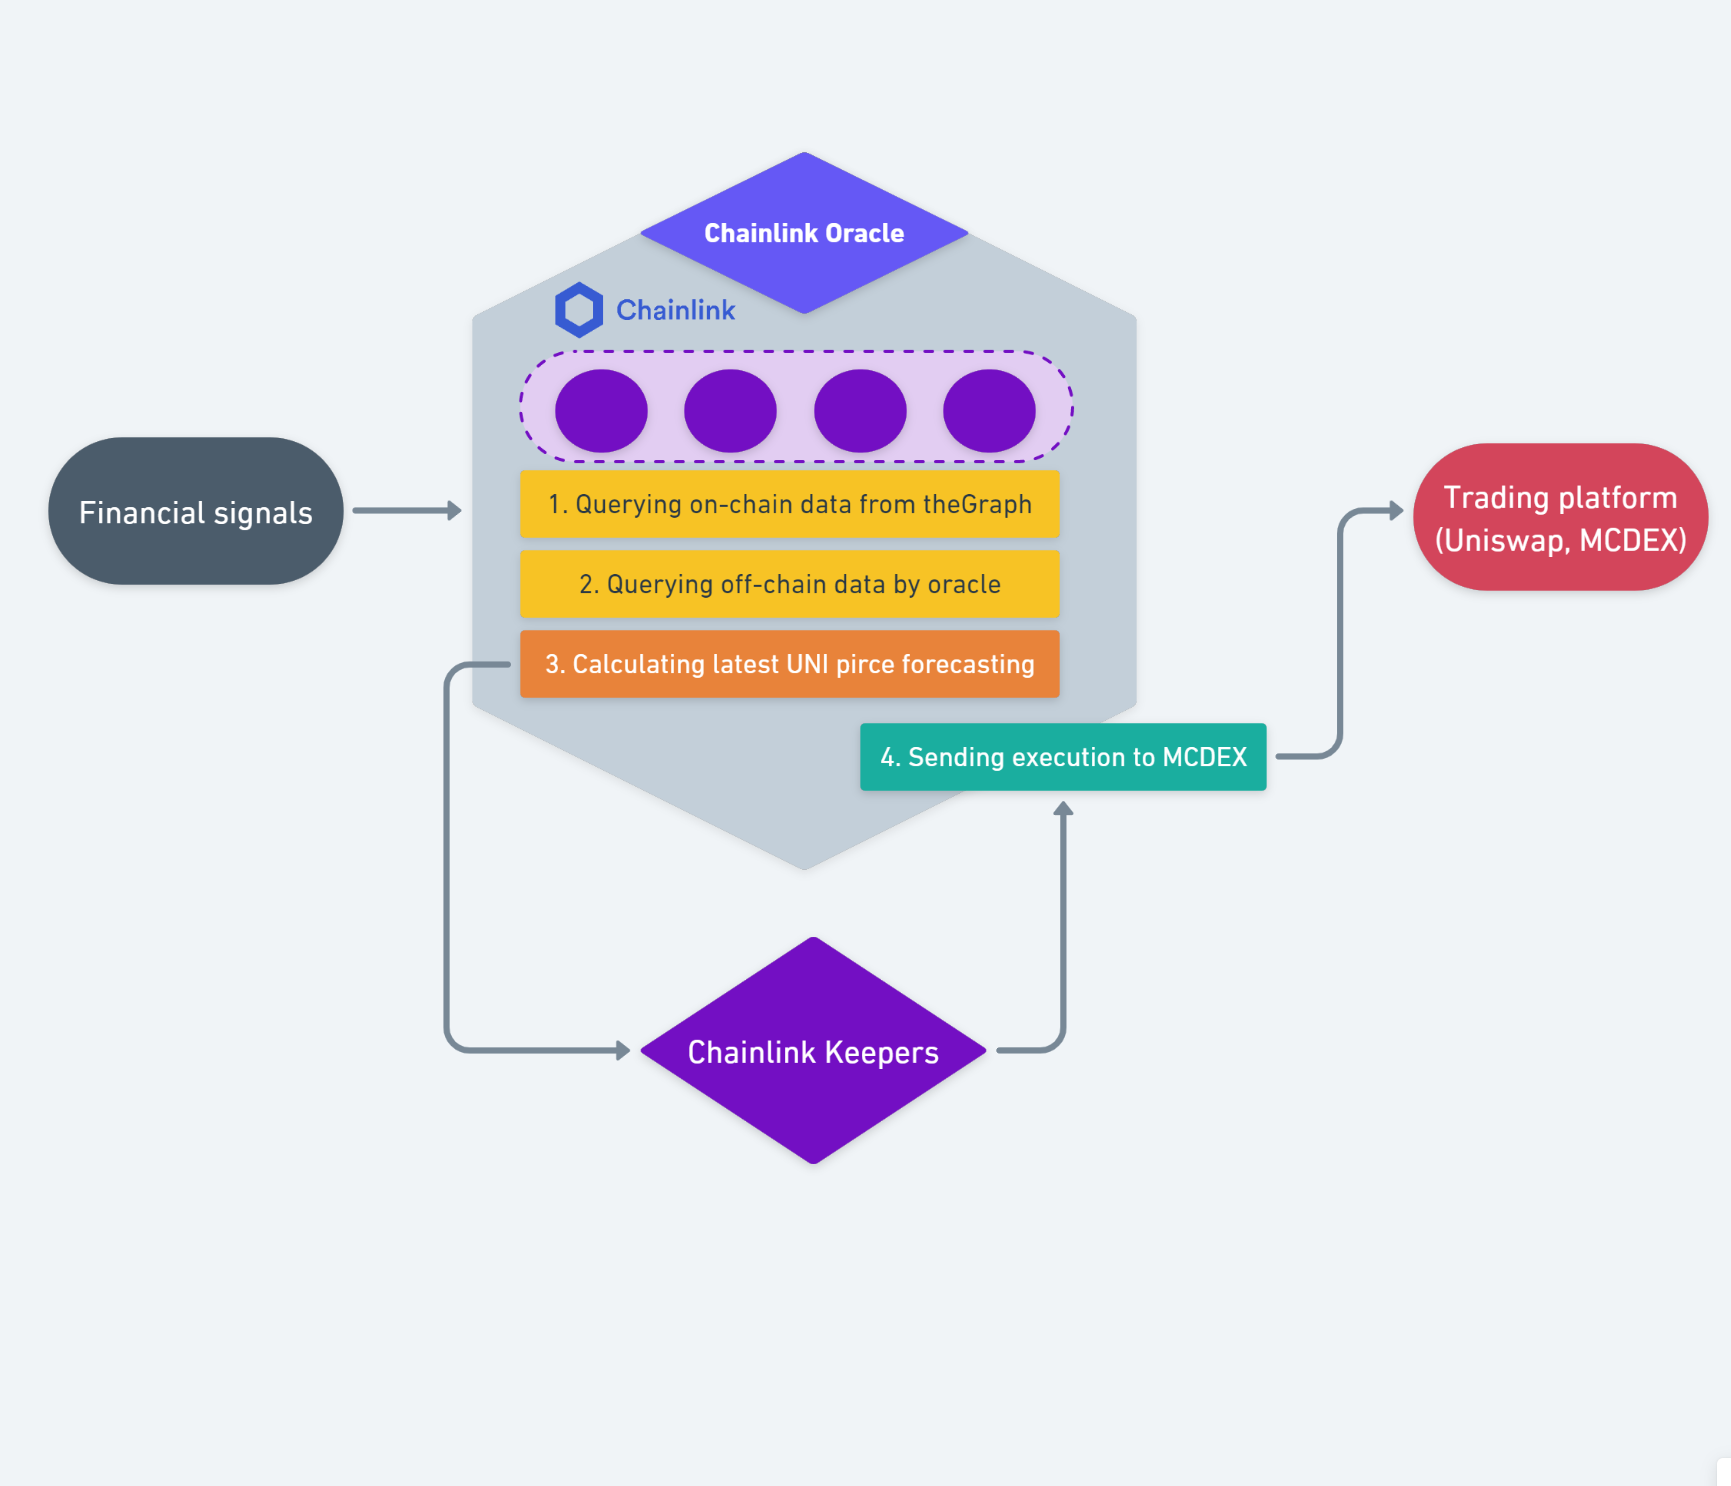 Chainlink Oracle
Chainlink
Financial signals
1. Querying on-chain data from theGraph
2. Querying off-chain data by oracle
3. Calculating latest UNI pirce forecasting
4. Sending execution to MCDEX
Trading platform
(Uniswap, MCDEX)
Chainlink Keepers